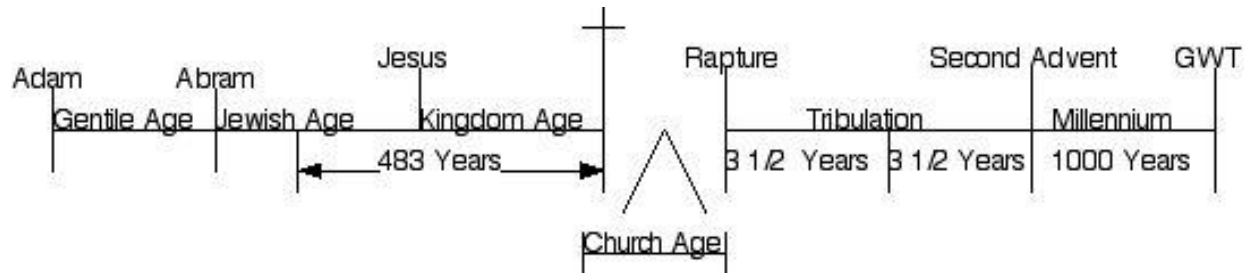 Jesus Rapture Second Advent GWT
Adam Abram
Gentile Age Jewish Age Kingdom Age Tribulation Millennium
483 Years 3 1/2 Years 3 1/2 Years 1000 Years
Church Age